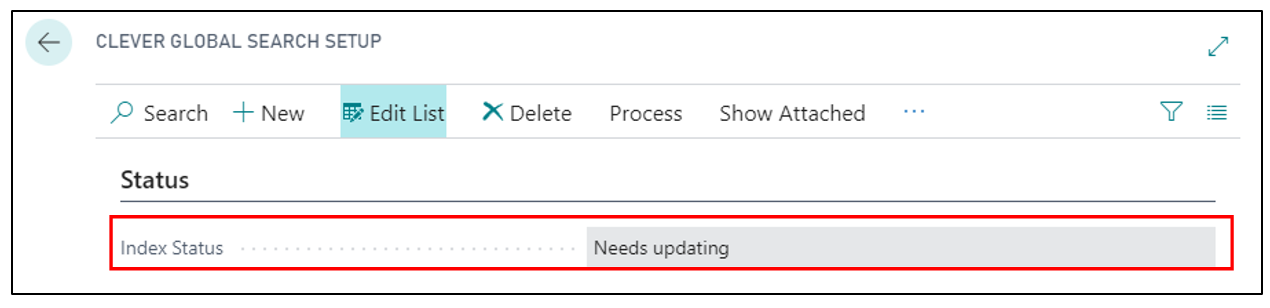 CLEVER GLOBAL SEARCH SETUP
Search New Edit List Delete Process Show Attached ...
Status
Index Status Needs updating